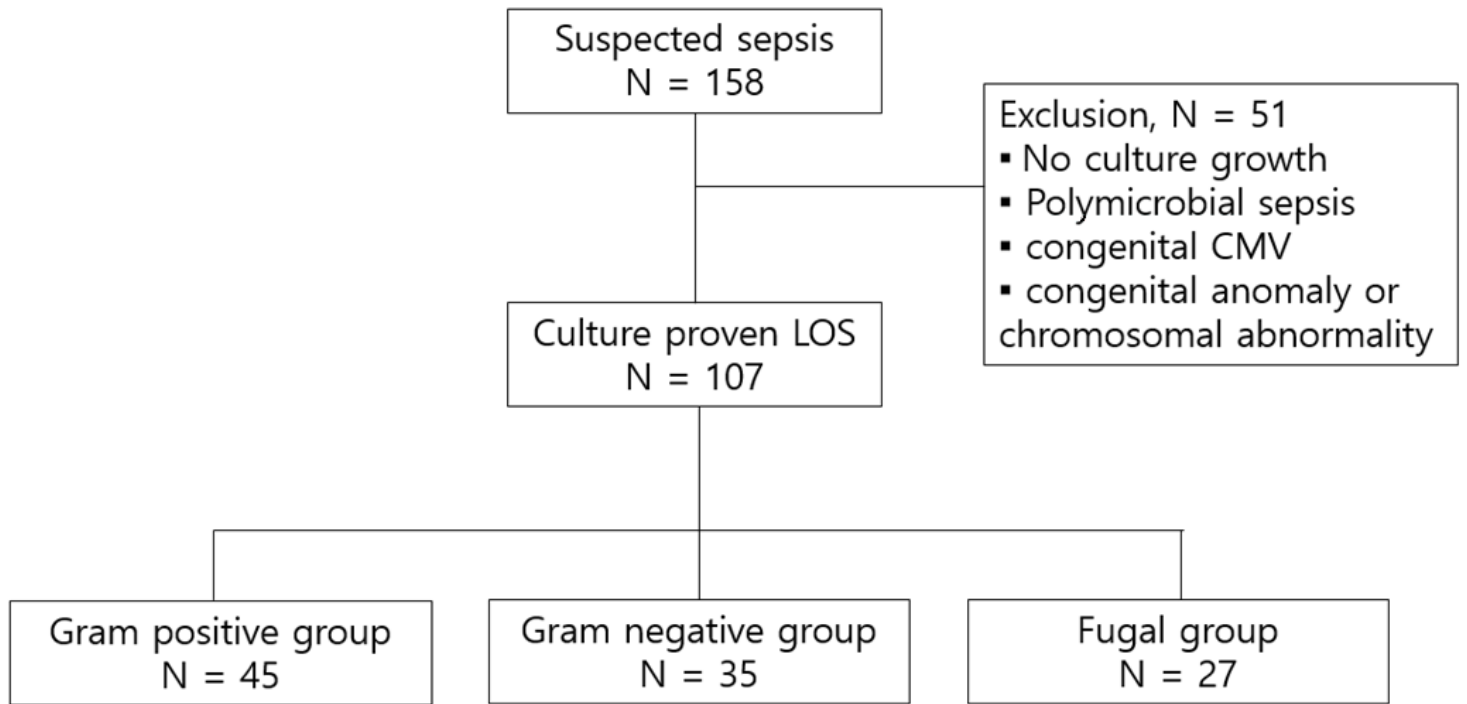 Suspected sepsis
N = 158
Exclusion, N = 51
▪ No culture growth
▪ Polymicrobial sepsis
▪ congenital CMV
▪ congenital anomaly or
chromosomal abnormality
Culture proven LOS
N = 107
Gram positive group
N = 45
Gram negative group
N = 35
Fugal group
N = 27